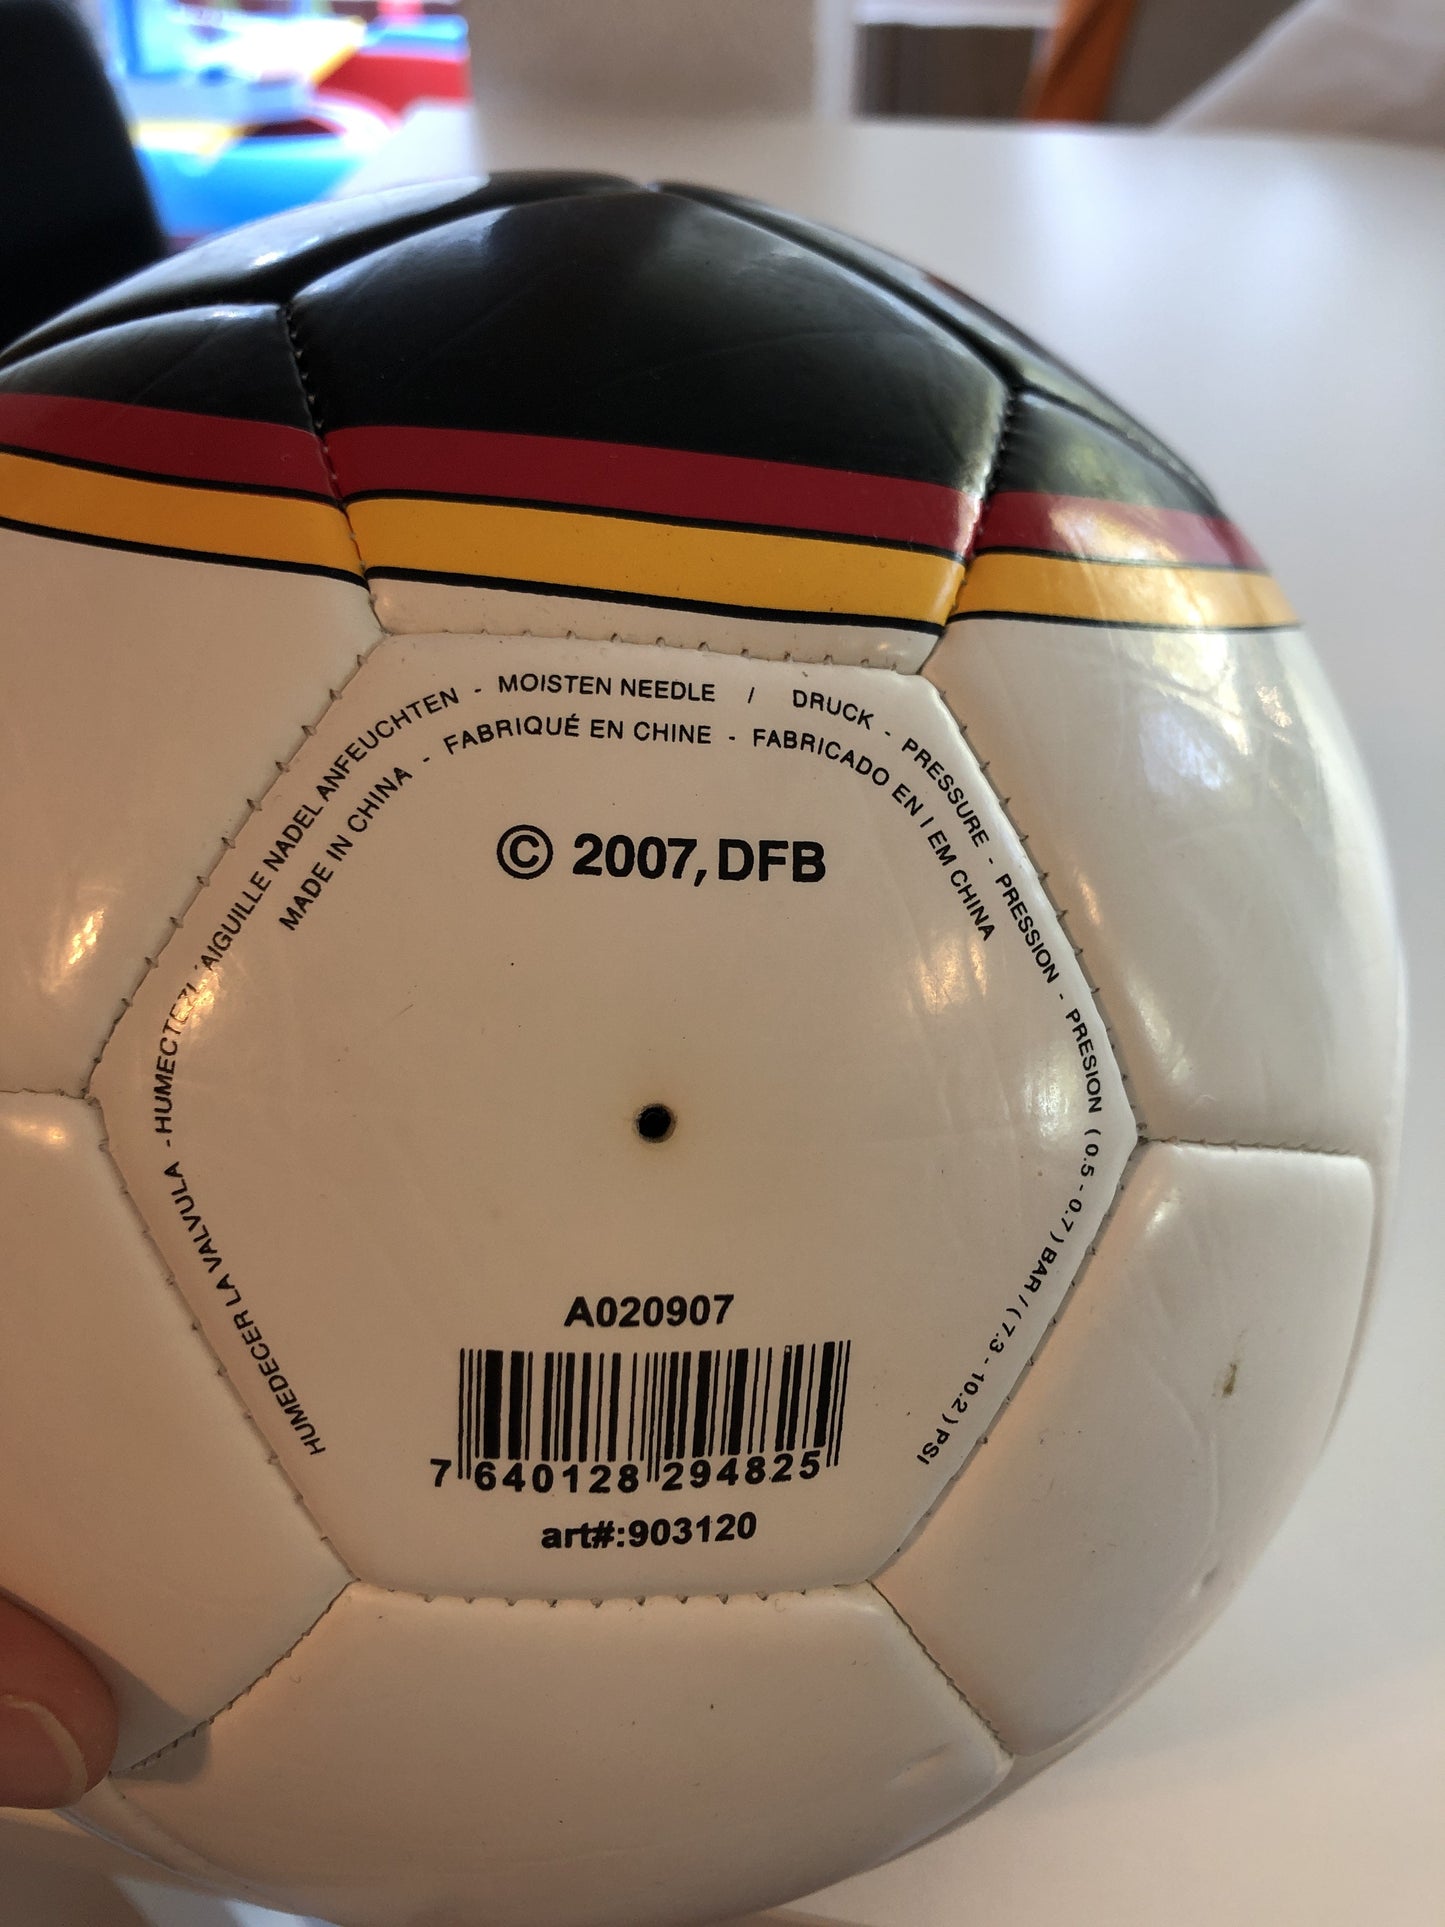 HUMEDECER LA VALVULA - HUMECTEZ L'AIGUILLE NADEL ANFEUCHTEN - MOISTEN NEEDLE / DRUCK - PRESSURE - PRESSION - PRESION (0.5 - 0.7) BAR / (7.3 - 10.2) PSI
MADE IN CHINA - FABRIQUÉ EN CHINE - FABRICADO EN I EM CHINA
© 2007, DFB
A020907
7 640128 294825
art#:903120